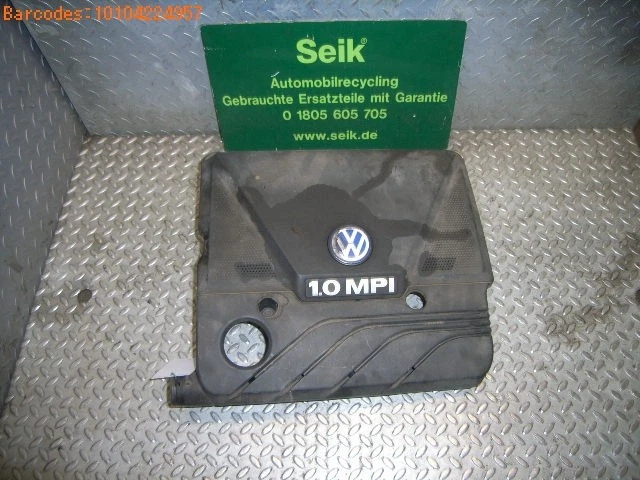 Barcodes:10104224957
Seik®
Automobilrecycling
Gebrauchte Ersatzteile mit Garantie
0 1805 605 705
www.seik.de
VW
1.0 MPI